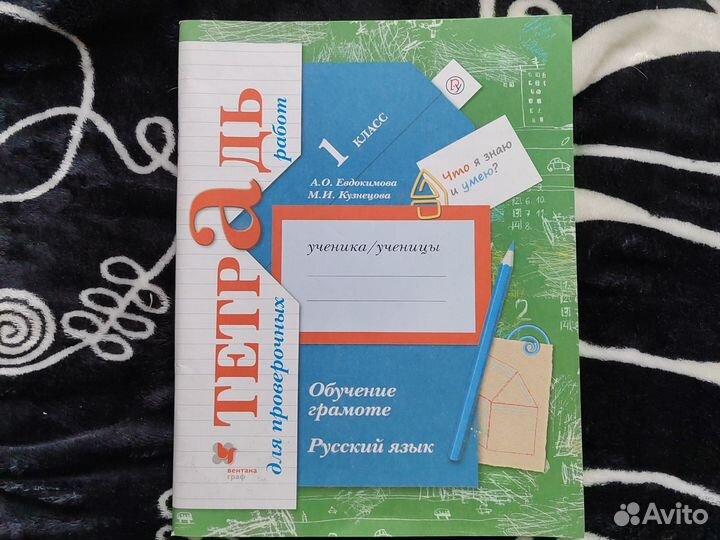 ТЕТРАДЬ
для проверочных
работ
1 КЛАСС
А.О. Евдокимова
М.И. Кузнецова
Что я знаю
и умею?
ученика/ученицы
Обучение
грамоте
Русский язык
вентана
граф
2
Avito